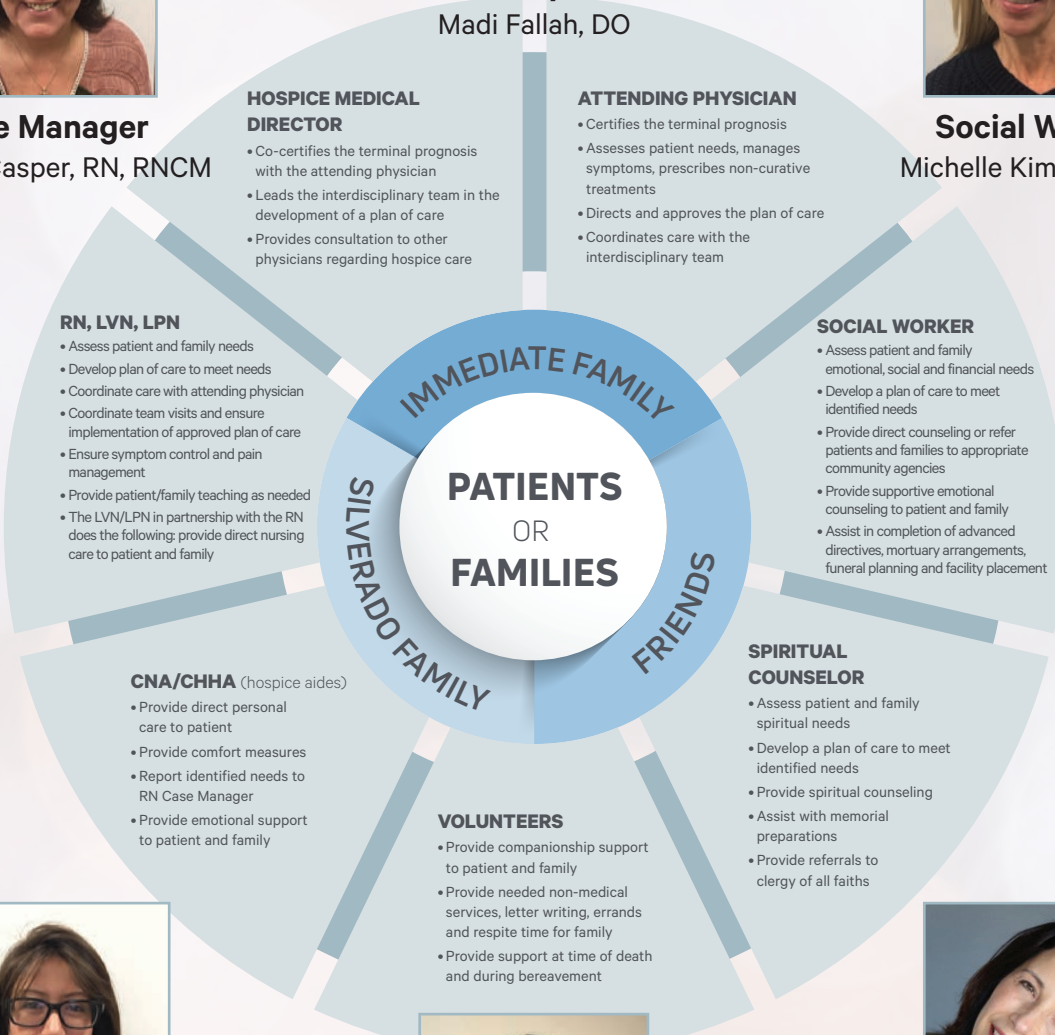 Madi Fallah, DO
Manager
Casper, RN, RNCM
Social
Michelle Kim
HOSPICE MEDICAL
DIRECTOR
• Co-certifies the terminal prognosis
with the attending physician
• Leads the interdisciplinary team in the
development of a plan of care
• Provides consultation to other
physicians regarding hospice care
ATTENDING PHYSICIAN
• Certifies the terminal prognosis
• Assesses patient needs, manages
symptoms, prescribes non-curative
treatments
• Directs and approves the plan of care
• Coordinates care with the
interdisciplinary team
RN, LVN, LPN
• Assess patient and family needs
• Develop plan of care to meet needs
• Coordinate care with attending physician
• Coordinate team visits and ensure
implementation of approved plan of care
• Ensure symptom control and pain
management
• Provide patient/family teaching as needed
• The LVN/LPN in partnership with the RN
does the following: provide direct nursing
care to patient and family
SOCIAL WORKER
• Assess patient and family
emotional, social and financial needs
• Develop a plan of care to meet
identified needs
• Provide direct counseling or refer
patients and families to appropriate
community agencies
• Provide supportive emotional
counseling to patient and family
• Assist in completion of advanced
directives, mortuary arrangements,
funeral planning and facility placement
IMMEDIATE FAMILY
SILVERADO FAMILY
FRIENDS
PATIENTS
OR
FAMILIES
CNA/CHHA (hospice aides)
• Provide direct personal
care to patient
• Provide comfort measures
• Report identified needs to
RN Case Manager
• Provide emotional support
to patient and family
VOLUNTEERS
• Provide companionship support
to patient and family
• Provide needed non-medical
services, letter writing, errands
and respite time for family
• Provide support at time of death
and during bereavement
SPIRITUAL
COUNSELOR
• Assess patient and family
spiritual needs
• Develop a plan of care to meet
identified needs
• Provide spiritual counseling
• Assist with memorial
preparations
• Provide referrals to
clergy of all faiths